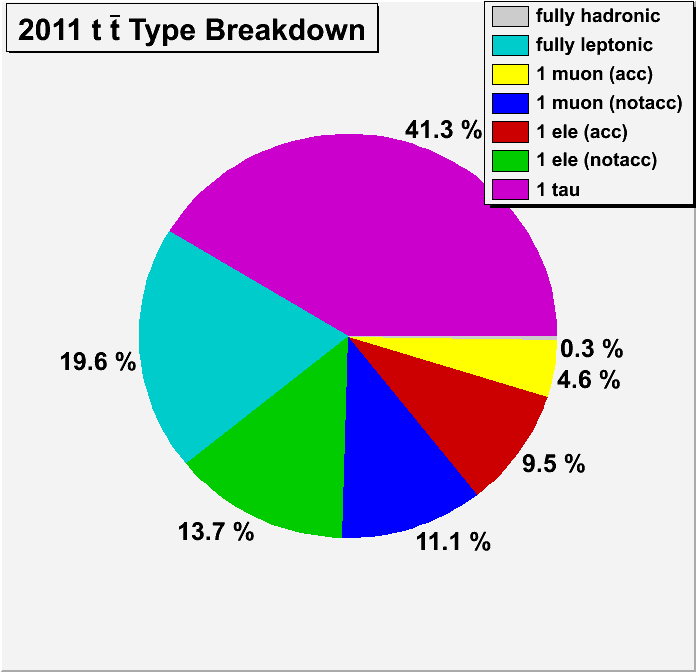 2011 t t̄ Type Breakdown
fully hadronic
fully leptonic
1 muon (acc)
1 muon (notacc)
1 ele (acc)
1 ele (notacc)
1 tau
41.3 %
0.3 %
19.6 %
4.6 %
9.5 %
13.7 %
11.1 %